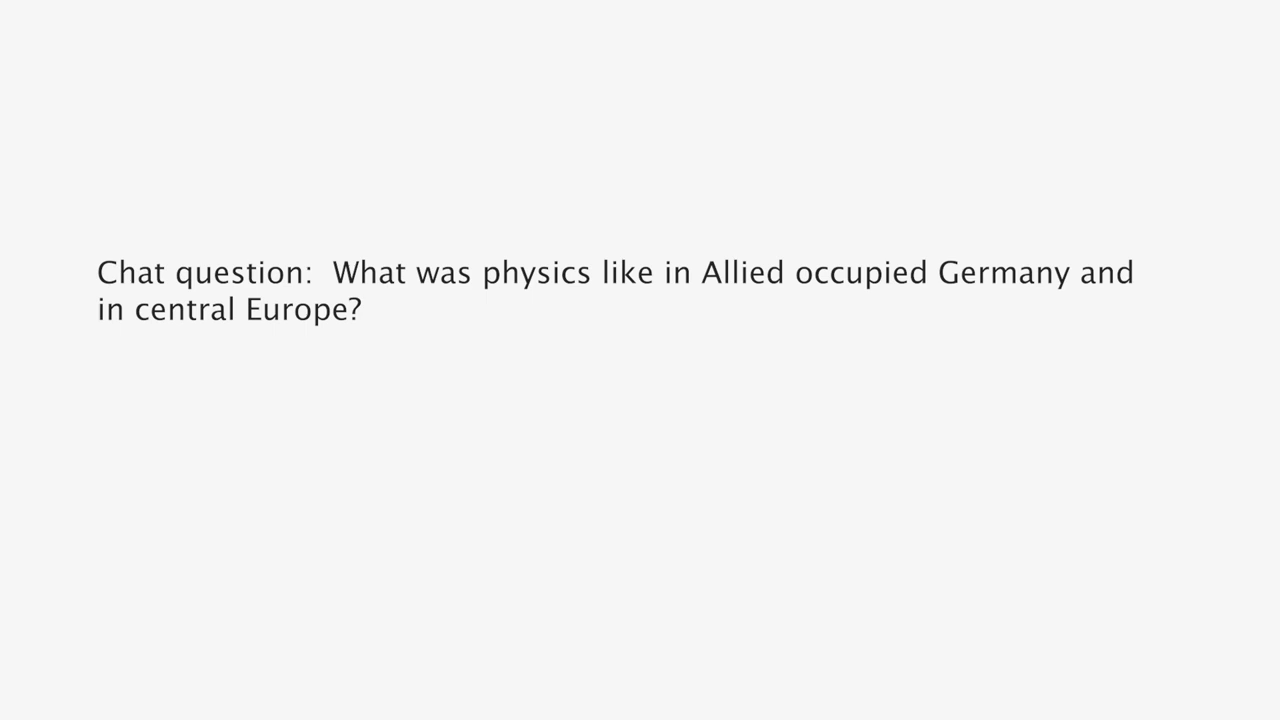 Chat question:  What was physics like in Allied occupied Germany and
in central Europe?